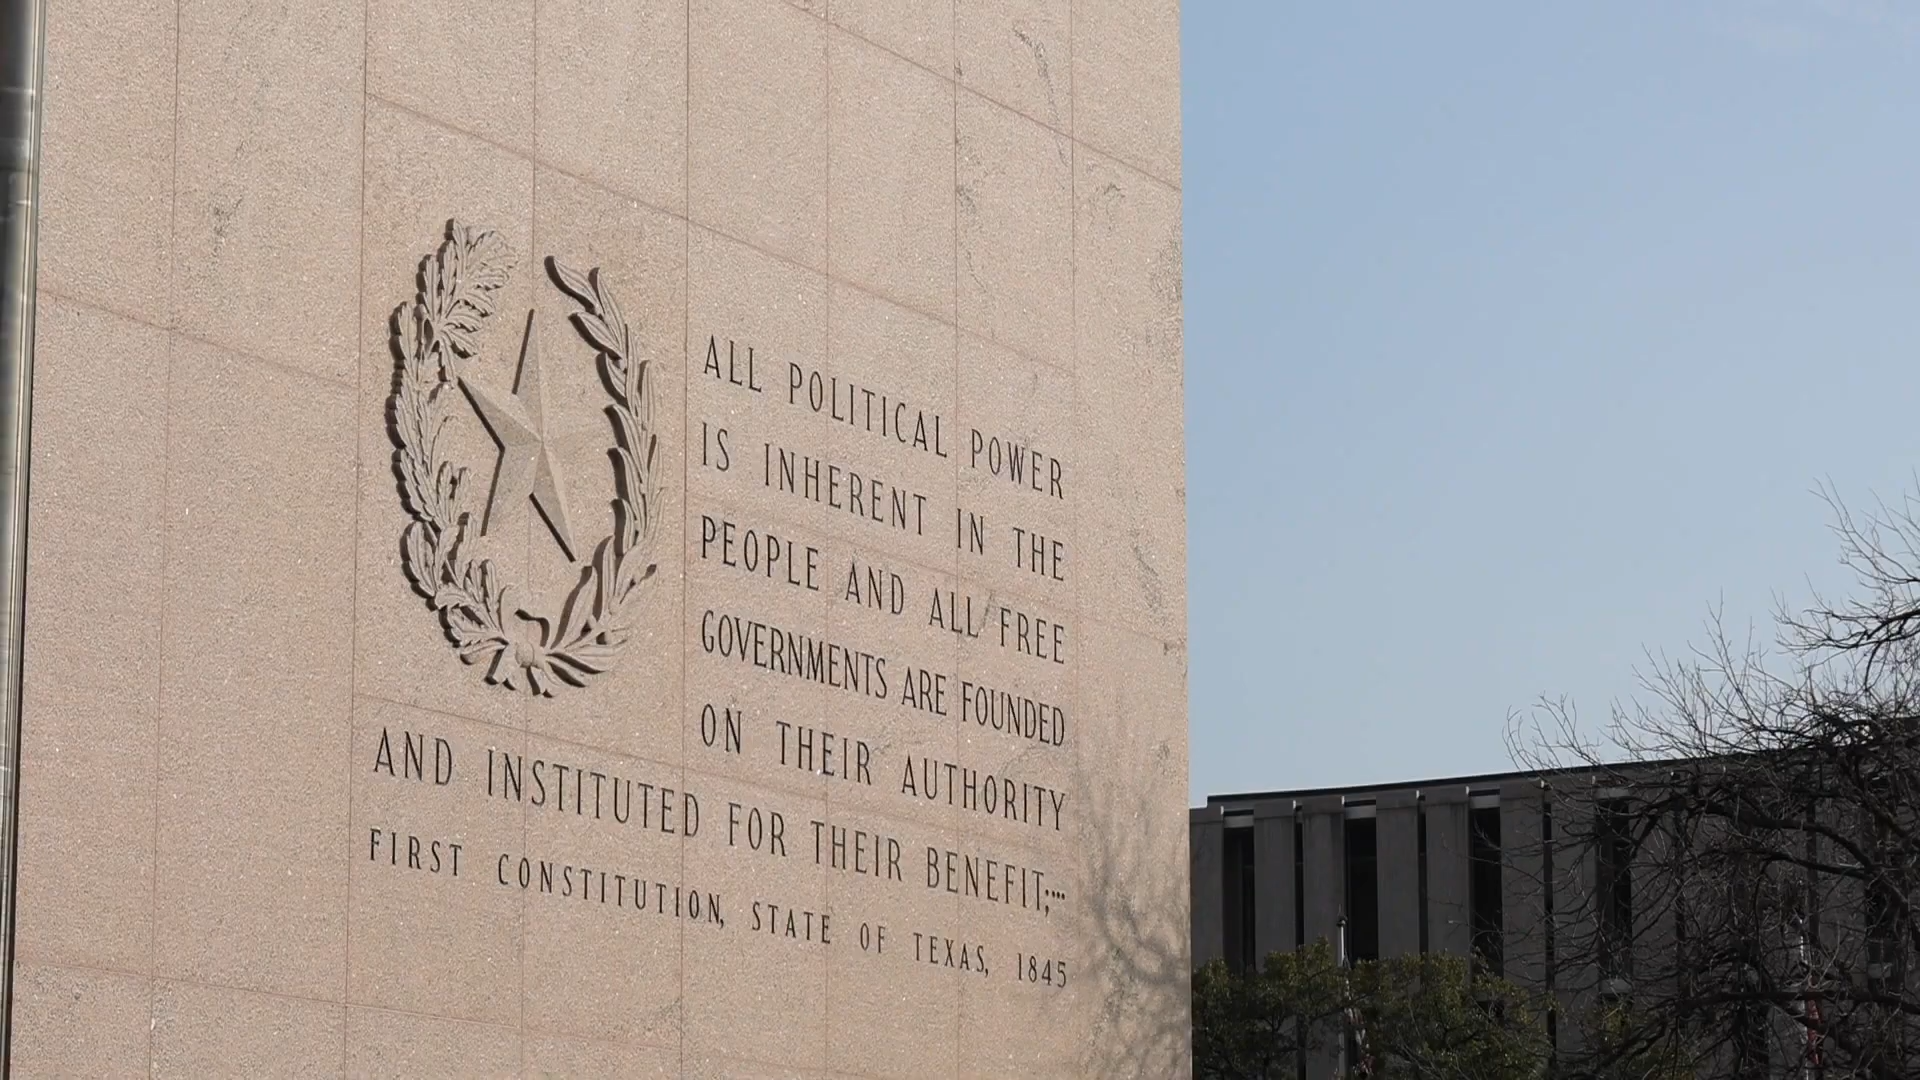 ALL POLITICAL POWER
IS INHERENT IN THE
PEOPLE AND ALL FREE
GOVERNMENTS ARE FOUNDED
ON THEIR AUTHORITY
AND INSTITUTED FOR THEIR BENEFIT;...
FIRST CONSTITUTION, STATE OF TEXAS, 1845